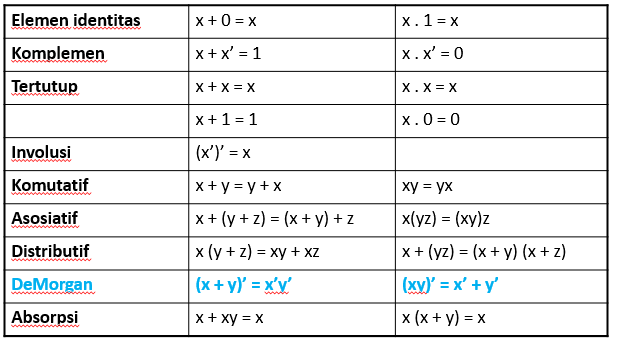 Elemen identitas x + 0 = x x . 1 = x
Komplemen x + x’ = 1 x . x’ = 0
Tertutup x + x = x x . x = x
x + 1 = 1 x . 0 = 0
Involusi (x’)’ = x
Komutatif x + y = y + x xy = yx
Asosiatif x + (y + z) = (x + y) + z x(yz) = (xy)z
Distributif x (y + z) = xy + xz x + (yz) = (x + y) (x + z)
DeMorgan (x + y)’ = x’y’ (xy)’ = x’ + y’
Absorpsi x + xy = x x (x + y) = x